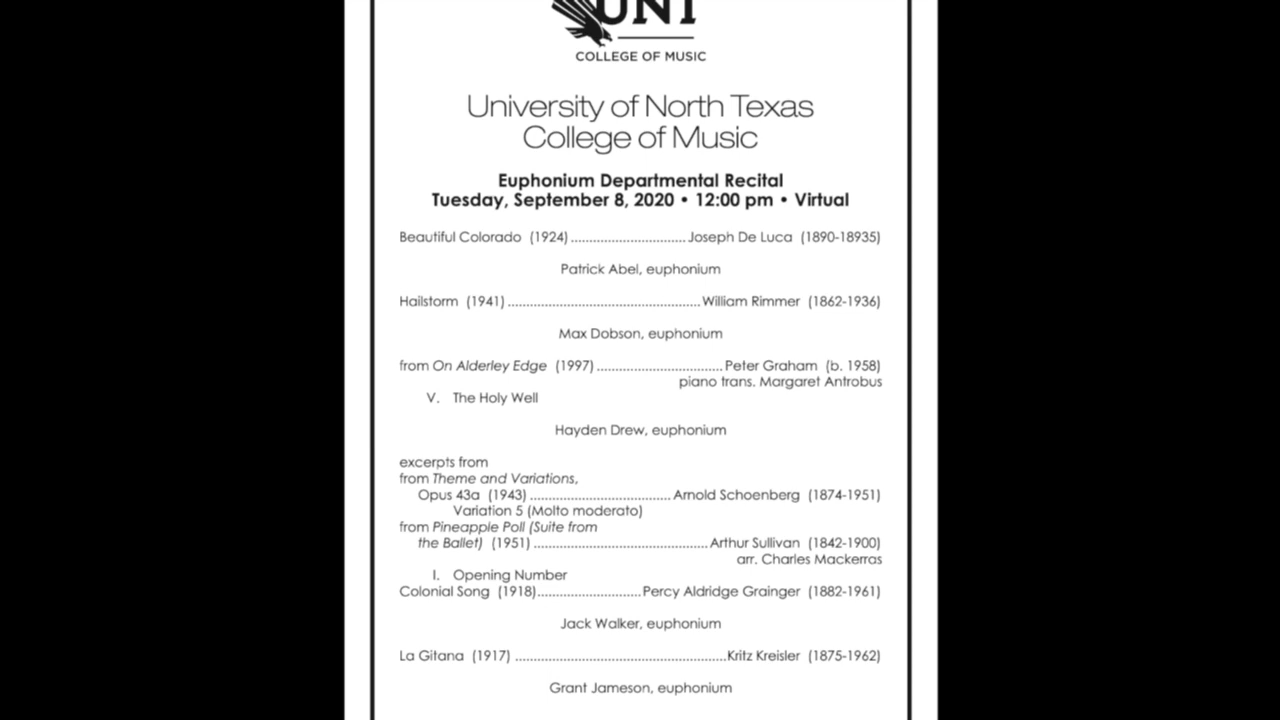 UNT
COLLEGE OF MUSIC
University of North Texas
College of Music
Euphonium Departmental Recital
Tuesday, September 8, 2020 • 12:00 pm • Virtual
Beautiful Colorado (1924) ............................... Joseph De Luca (1890-18935)
Patrick Abel, euphonium
Hailstorm (1941) .................................................... William Rimmer (1862-1936)
Max Dobson, euphonium
from On Alderley Edge (1997) .................................. Peter Graham (b. 1958)
piano trans. Margaret Antrobus
V. The Holy Well
Hayden Drew, euphonium
excerpts from
from Theme and Variations,
Opus 43a (1943) ...................................... Arnold Schoenberg (1874-1951)
Variation 5 (Molto moderato)
from Pineapple Poll (Suite from
the Ballet) (1951) ............................................... Arthur Sullivan (1842-1900)
arr. Charles Mackerras
I. Opening Number
Colonial Song (1918)............................ Percy Aldridge Grainger (1882-1961)
Jack Walker, euphonium
La Gitana (1917) ......................................................... Kritz Kreisler (1875-1962)
Grant Jameson, euphonium